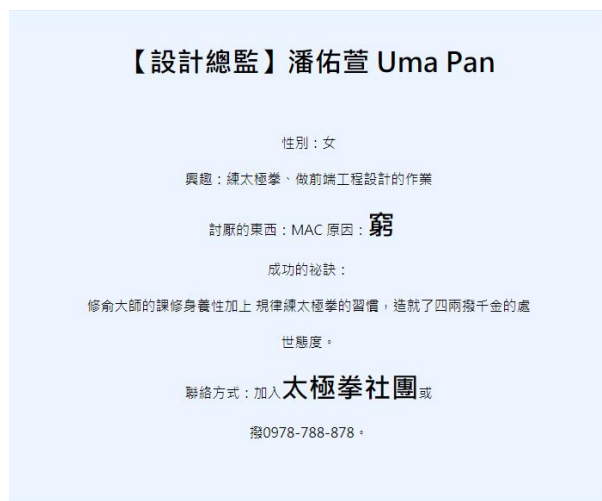 【設計總監】潘佑萱 Uma Pan
性別：女
興趣：練太極拳、做前端工程設計的作業
討厭的東西：MAC 原因：窮
成功的祕訣：
修俞大師的課修身養性加上 規律練太極拳的習慣，造就了四兩撥千金的處
世態度。
聯絡方式：加入太極拳社團或
撥0978-788-878。